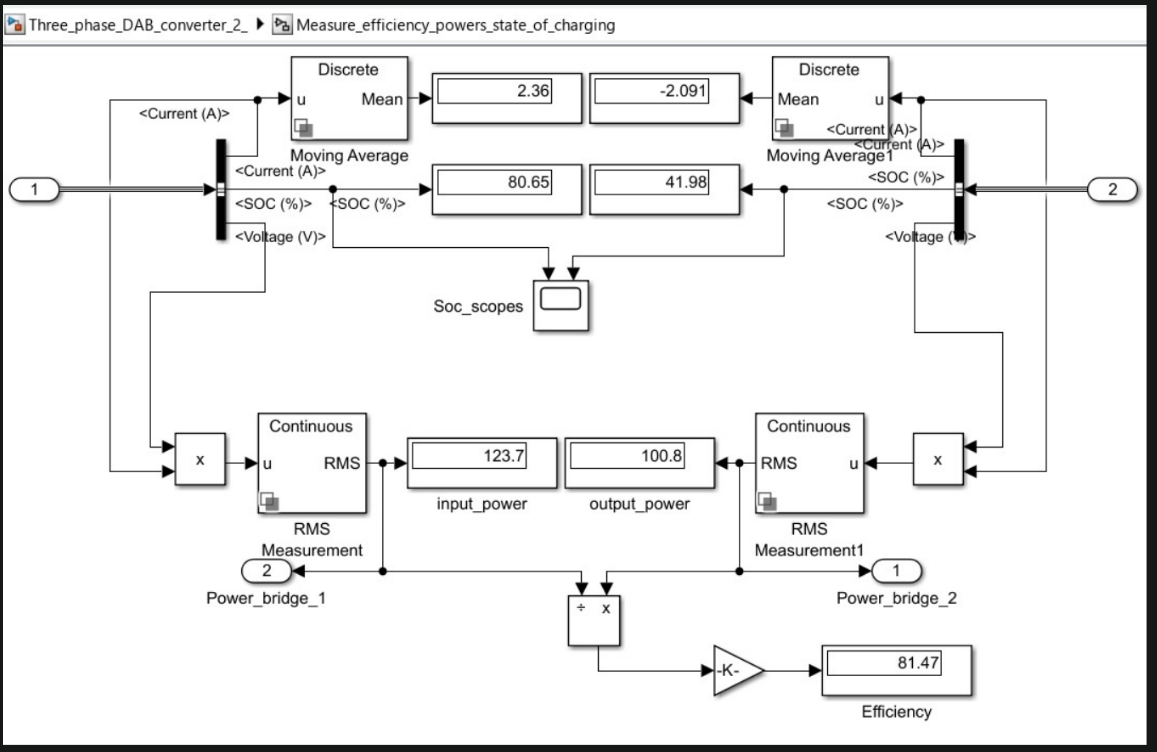 Three_phase_DAB_converter_2_ Measure_efficiency_powers_state_of_charging
Discrete
u Mean
Moving Average
2.36
-2.091
Discrete
Mean u
Moving Average1
<Current (A)>
<Current (A)>
<Current (A)>
<Current (A)>
1
80.65
41.98
<SOC (%)>
<SOC (%)>
<SOC (%)>
<SOC (%)>
2
<Voltage (V)>
<Voltage (V)>
Soc_scopes
x
Continuous
u RMS
RMS
Measurement
123.7
input_power
100.8
output_power
Continuous
RMS u
RMS
Measurement1
x
2
Power_bridge_1
1
Power_bridge_2
÷ x
-K-
81.47
Efficiency